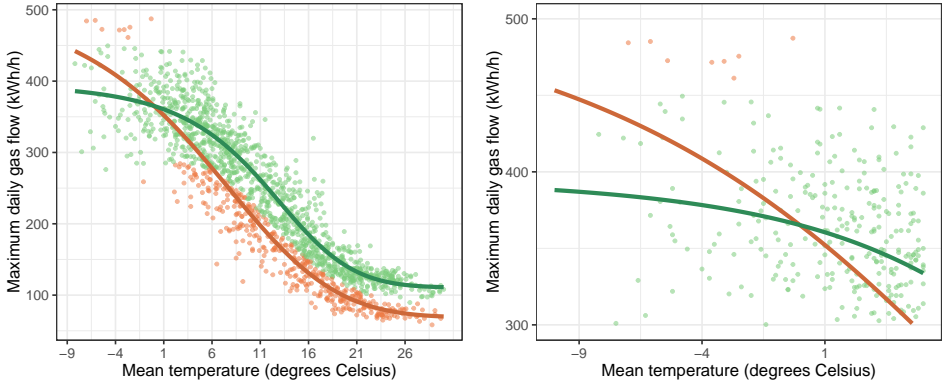 500
400
300
200
100
−9 −4 1 6 11 16 21 26
Mean temperature (degrees Celsius)
Maximum daily gas flow (kWh/h)
500
400
300
−9 −4 1
Mean temperature (degrees Celsius)
Maximum daily gas flow (kWh/h)